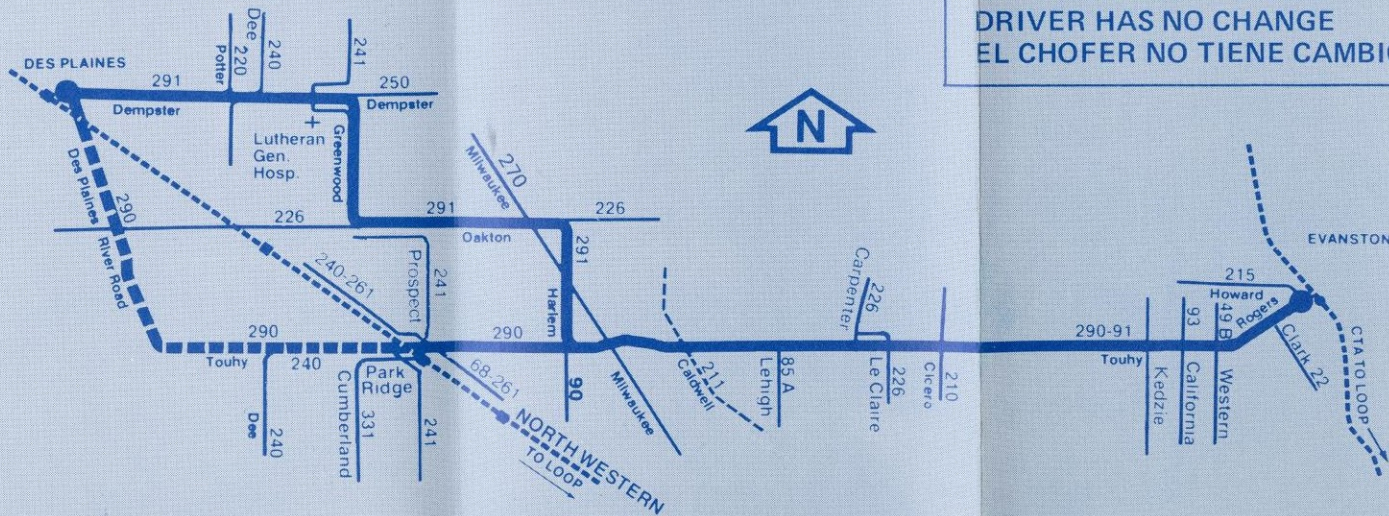 DRIVER HAS NO CHANGE
EL CHOFER NO TIENE CAMBIO
N
DES PLAINES
291
Dempster
Potter
220
Dee
240
241
250
Dempster
Lutheran
Gen.
Hosp.
Greenwood
Des Plaines
290
River Road
226
291
Oakton
226
270
Milwaukee
291
Harlem
240-261
Prospect
241
290
Touhy
240
290
Park
Ridge
Dee
240
Cumberland
331
241
68-261
NORTH WESTERN
TO LOOP
90
Milwaukee
Caldwell
211
Lehigh
85 A
Carpenter
226
Le Claire
226
Cicero
210
290-91
Touhy
Kedzie
93
California
49 B
Western
215
Howard
Rogers
Clark 22
EVANSTON
CTA TO LOOP